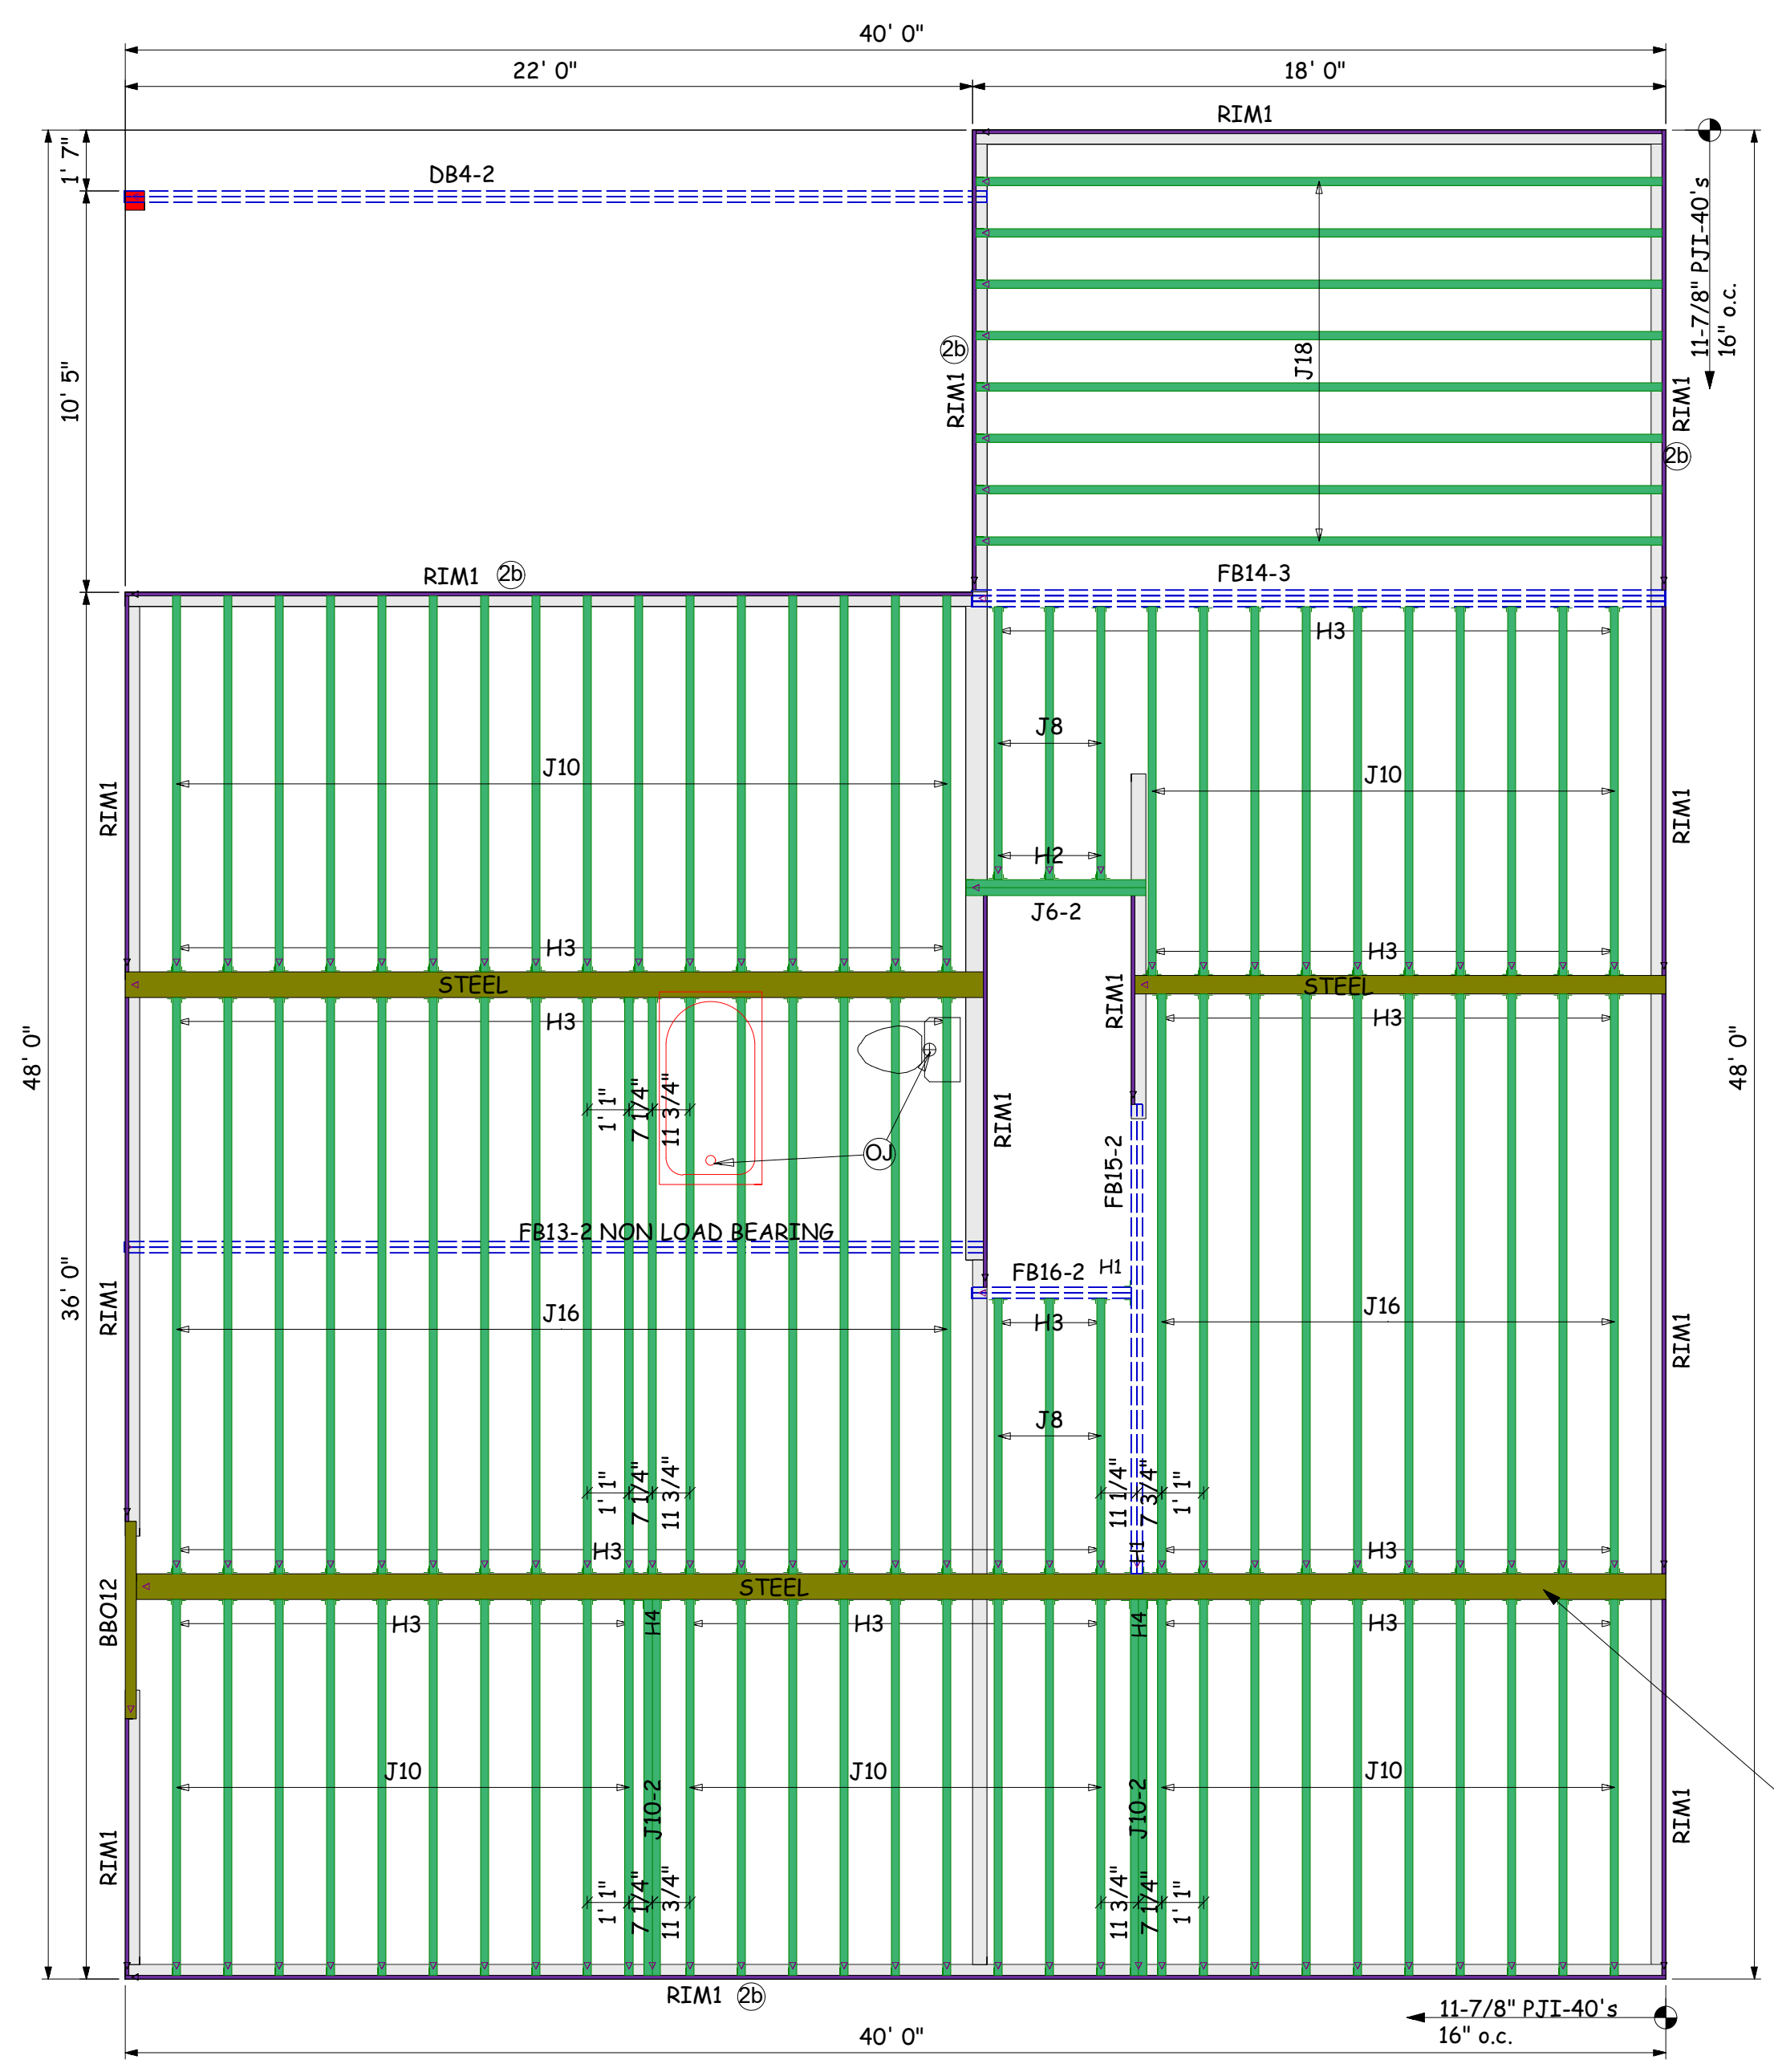 40' 0"
22' 0"
18' 0"
RIM1
1' 7"
DB4-2
11-7/8" PJI-40's
16" o.c.
J18
10' 5"
2b
RIM1
RIM1
2b
RIM1
2b
FB14-3
H3
J8
J10
J10
RIM1
RIM1
H2
J6-2
H3
H3
STEEL
STEEL
H3
H3
RIM1
48' 0"
48' 0"
1' 1"
7 1/4"
11 3/4"
RIM1
OJ
FB15-2
FB13-2 NON LOAD BEARING
FB16-2
H1
36' 0"
RIM1
J16
H3
J16
RIM1
J8
1' 1"
7 1/4"
11 3/4"
11 1/4"
7 3/4"
1' 1"
H3
H1
H3
STEEL
BBO12
H3
H4
H3
H4
H3
J10
J10-2
J10
J10-2
J10
RIM1
RIM1
1' 1"
7 1/4"
11 3/4"
11 3/4"
7 1/4"
1' 1"
RIM1
2b
11-7/8" PJI-40's
16" o.c.
40' 0"